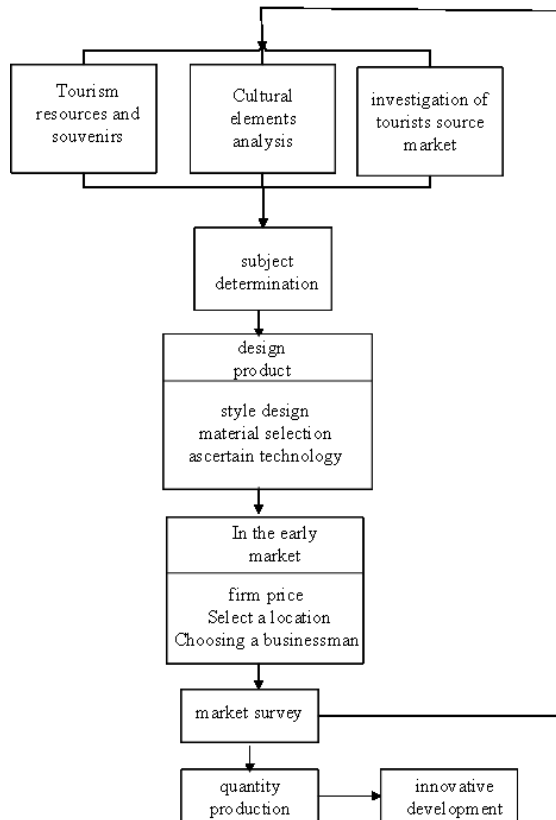 Tourism
resources and
souvenirs
Cultural
elements
analysis
investigation of
tourists source
market
subject
determination
design
product
style design
material selection
ascertain technology
In the early
market
firm price
Select a location
Choosing a businessman
market survey
quantity
production
innovative
development